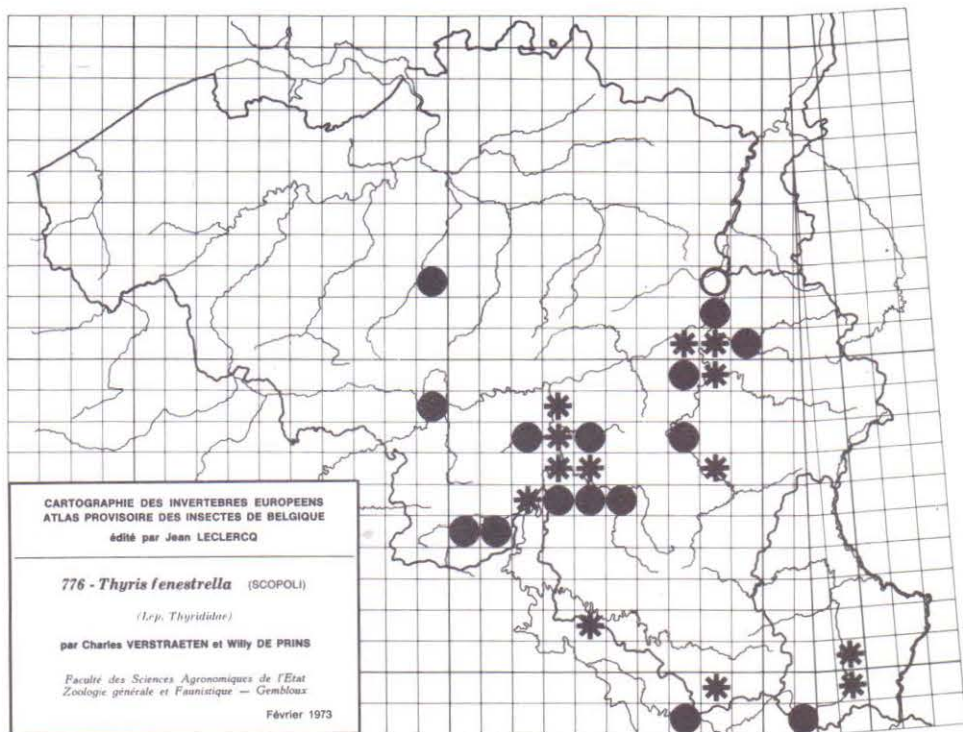 CARTOGRAPHIE DES INVERTEBRES EUROPEENS
ATLAS PROVISOIRE DES INSECTES DE BELGIQUE
édité par Jean LECLERCQ
776 - Thyris fenestrella (SCOPOLI)
(Lep. Thyrididae)
par Charles VERSTRAETEN et Willy DE PRINS
Faculté des Sciences Agronomiques de l'Etat
Zoologie générale et Faunistique — Gembloux
Février 1973